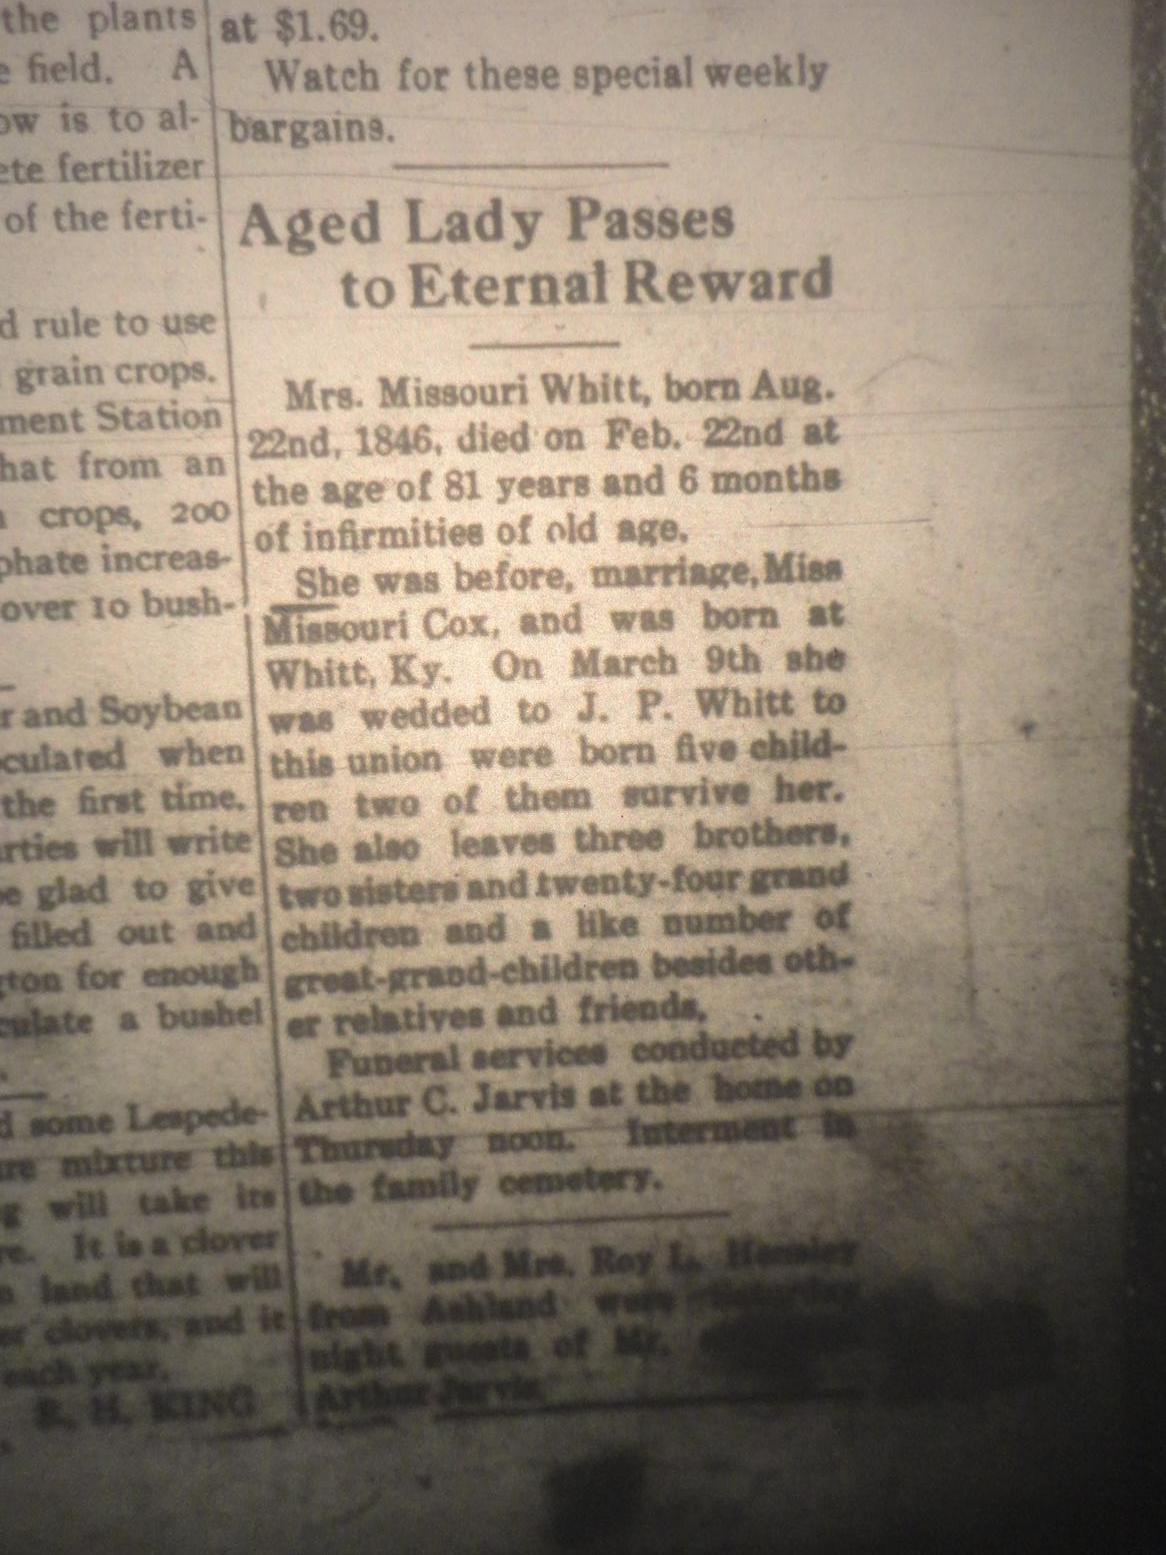 the plants
e field. A
ow is to al-
ete fertilizer
of the ferti-
d rule to use
grain crops.
ment Station
hat from an
crops, 200
phate increas-
over 10 bush-
r and Soybean
culated when
the first time.
rties will write
be glad to give
filled out and
gton for enough
culate a bushel
d some Lespede-
ure mixture this
g will take its
re. It is a clover
n land that will
er clovers, and it
each year.
R. H. KING
at $1.69.
Watch for these special weekly
bargains.
Aged Lady Passes
to Eternal Reward
Mrs. Missouri Whitt, born Aug.
22nd, 1846, died on Feb. 22nd at
the age of 81 years and 6 months
of infirmities of old age.
She was before, marriage, Miss
Missouri Cox, and was born at
Whitt, Ky. On March 9th she
was wedded to J. P. Whitt to
this union were born five child-
ren two of them survive her.
She also leaves three brothers,
two sisters and twenty-four grand
children and a like number of
great-grand-children besides oth-
er relatives and friends,
Funeral services conducted by
Arthur C. Jarvis at the home on
Thursday noon. Interment in
the family cemetery.
Mr. and Mrs. Roy L. Hensley
from Ashland were Saturday
night guests of Mr.
Arthur Jarvis